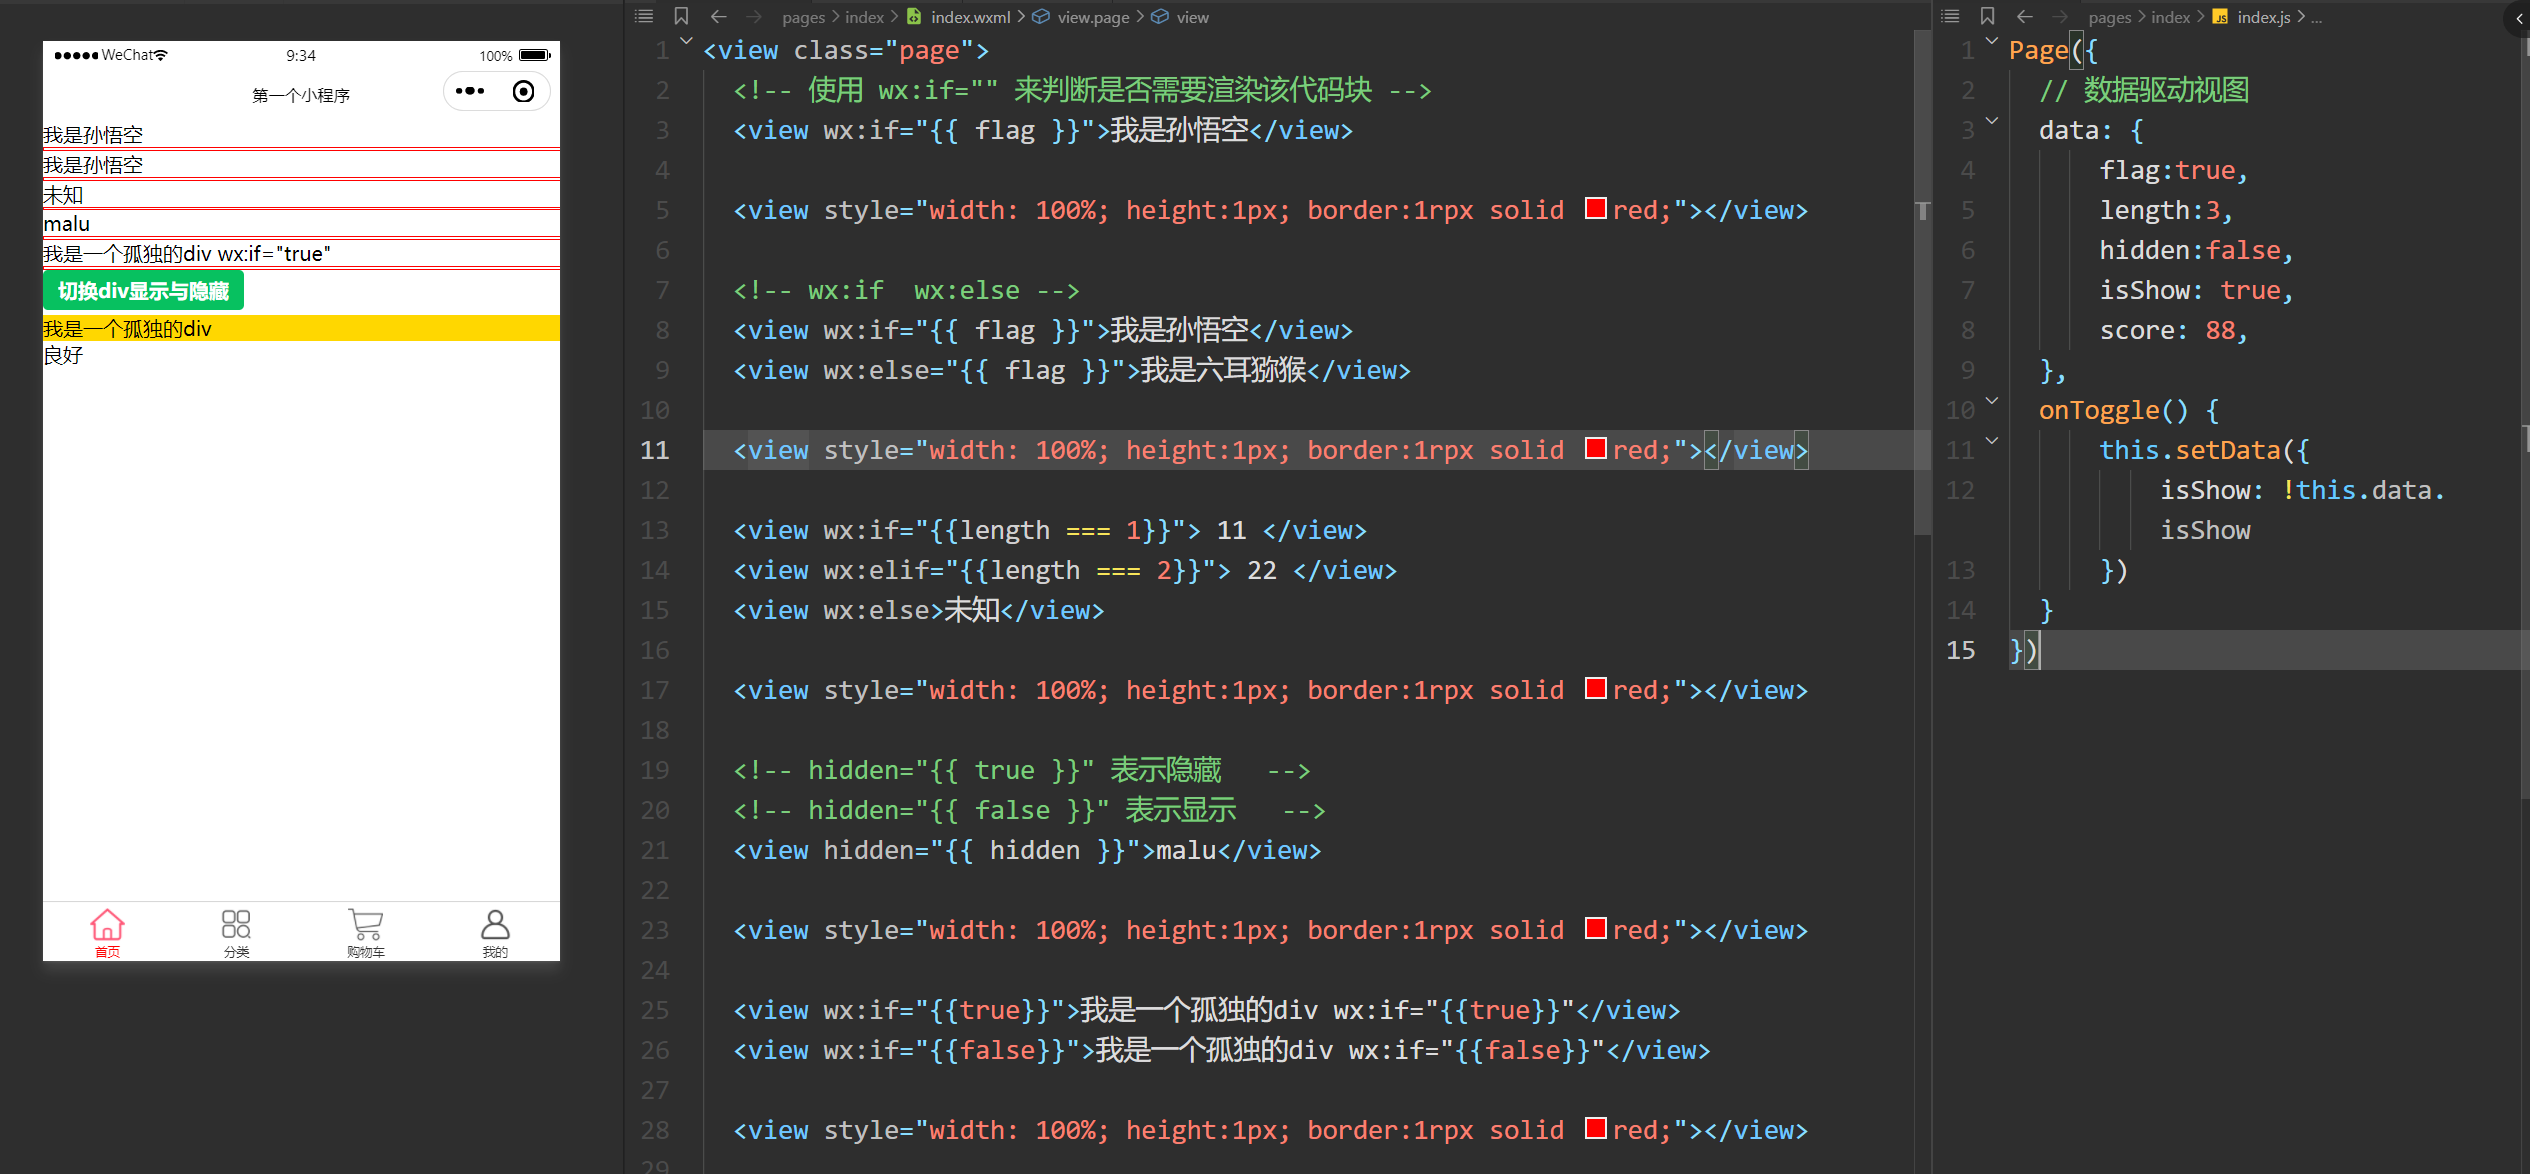 WeChat 9:34 100%
第一个小程序
我是孙悟空
我是孙悟空
未知
malu
我是一个孤独的div wx:if="true"
切换div显示与隐藏
我是一个孤独的div
良好
首页 分类 购物车 我的
pages > index > index.wxml > view.page > view
1 <view class="page">
2 <!-- 使用 wx:if="" 来判断是否需要渲染该代码块 -->
3 <view wx:if="{{ flag }}">我是孙悟空</view>
4
5 <view style="width: 100%; height:1px; border:1rpx solid red;"></view>
6
7 <!-- wx:if  wx:else -->
8 <view wx:if="{{ flag }}">我是孙悟空</view>
9 <view wx:else="{{ flag }}">我是六耳猕猴</view>
10
11 <view style="width: 100%; height:1px; border:1rpx solid red;"></view>
12
13 <view wx:if="{{length === 1}}"> 11 </view>
14 <view wx:elif="{{length === 2}}"> 22 </view>
15 <view wx:else>未知</view>
16
17 <view style="width: 100%; height:1px; border:1rpx solid red;"></view>
18
19 <!-- hidden="{{ true }}" 表示隐藏   -->
20 <!-- hidden="{{ false }}" 表示显示   -->
21 <view hidden="{{ hidden }}">malu</view>
22
23 <view style="width: 100%; height:1px; border:1rpx solid red;"></view>
24
25 <view wx:if="{{true}}">我是一个孤独的div wx:if="{{true}}"</view>
26 <view wx:if="{{false}}">我是一个孤独的div wx:if="{{false}}"</view>
27
28 <view style="width: 100%; height:1px; border:1rpx solid red;"></view>
29
pages > index > JS index.js > ...
1 Page({
2 // 数据驱动视图
3 data: {
4 flag:true,
5 length:3,
6 hidden:false,
7 isShow: true,
8 score: 88,
9 },
10 onToggle() {
11 this.setData({
12 isShow: !this.data.
isShow
13 })
14 }
15 })